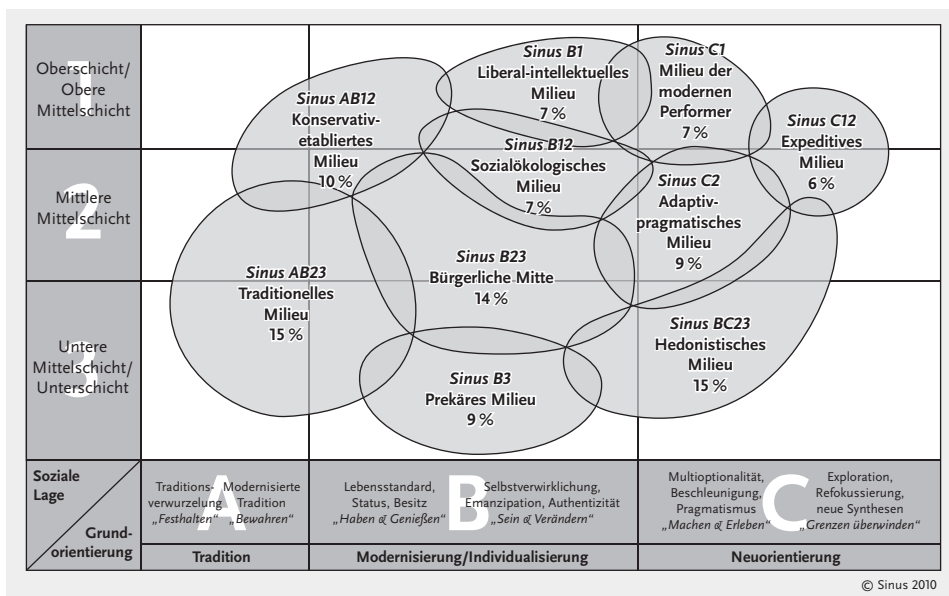 1
Oberschicht/
Obere
Mittelschicht
2
Mittlere
Mittelschicht
3
Untere
Mittelschicht/
Unterschicht
Sinus AB12
Konservativ-
etabliertes
Milieu
10 %
Sinus B1
Liberal-intellektuelles
Milieu
7 %
Sinus C1
Milieu der
modernen
Performer
7 %
Sinus C12
Expeditives
Milieu
6 %
Sinus B12
Sozialökologisches
Milieu
7 %
Sinus C2
Adaptiv-
pragmatisches
Milieu
9 %
Sinus AB23
Traditionelles
Milieu
15 %
Sinus B23
Bürgerliche Mitte
14 %
Sinus BC23
Hedonistisches
Milieu
15 %
Sinus B3
Prekäres Milieu
9 %
Soziale
Lage
Grund-
orientierung
A
Traditions-
verwurzelung
„Festhalten“
Modernisierte
Tradition
„Bewahren“
B
Lebensstandard,
Status, Besitz
„Haben & Genießen“
Selbstverwirklichung,
Emanzipation, Authentizität
„Sein & Verändern“
C
Multioptionalität,
Beschleunigung,
Pragmatismus
„Machen & Erleben“
Exploration,
Refokussierung,
neue Synthesen
„Grenzen überwinden“
Tradition
Modernisierung/Individualisierung
Neuorientierung
© Sinus 2010